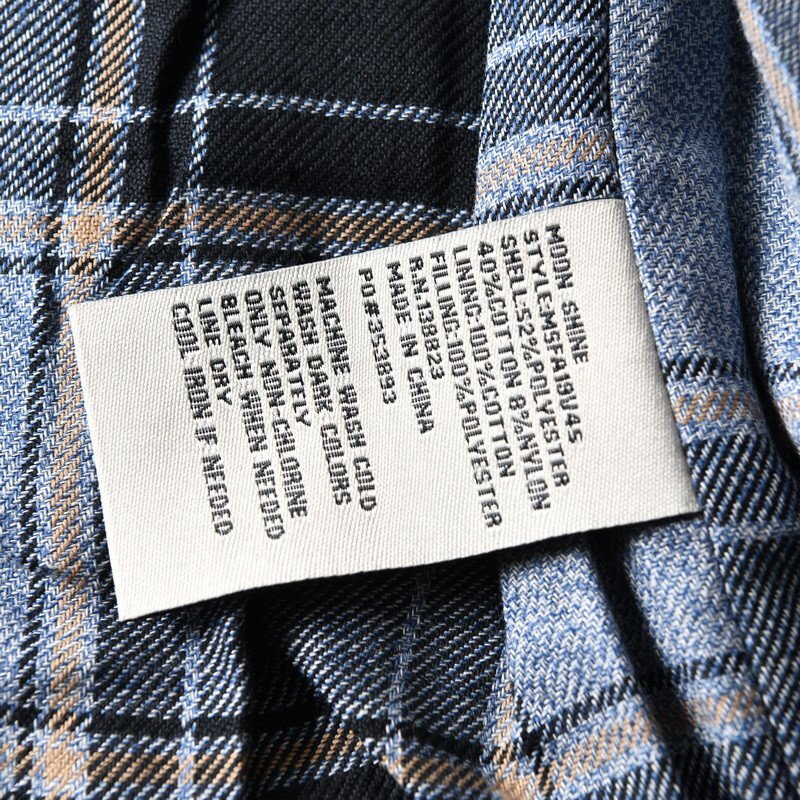 MOON SHINE
STYLE:M5FA19V45
SHELL:52%POLYESTER
40%COTTON 8%NYLON
LINING:100%COTTON
FILLING:100%POLYESTER
R.N.138823
MADE IN CHINA
PO#353893
MACHINE WASH COLD
WASH DARK COLORS
SEPARATELY
ONLY NON-CHLORINE
BLEACH WHEN NEEDED
LINE DRY
COOL IRON IF NEEDED